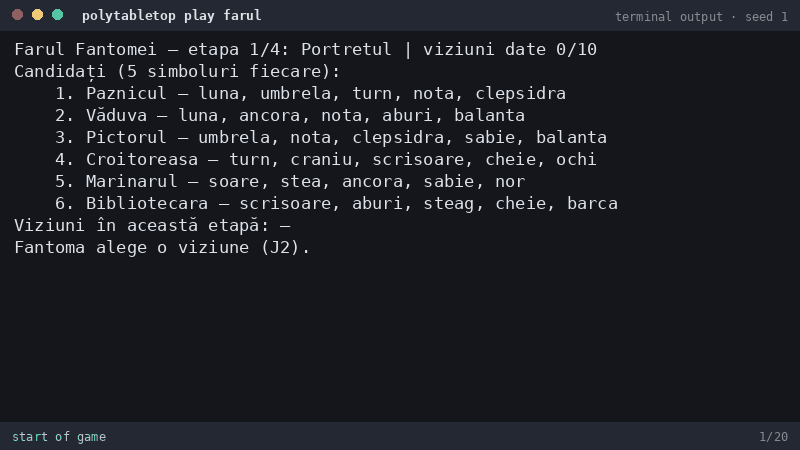 polytabletop play farul
terminal output · seed 1
Farul Fantomei — etapa 1/4: Portretul | viziuni date 0/10
Candidați (5 simboluri fiecare):
1. Paznicul — luna, umbrela, turn, nota, clepsidra
2. Văduva — luna, ancora, nota, aburi, balanta
3. Pictorul — umbrela, nota, clepsidra, sabie, balanta
4. Croitoreasa — turn, craniu, scrisoare, cheie, ochi
5. Marinarul — soare, stea, ancora, sabie, nor
6. Bibliotecara — scrisoare, aburi, steag, cheie, barca
Viziuni în această etapă: —
Fantoma alege o viziune (J2).
start of game
1/20